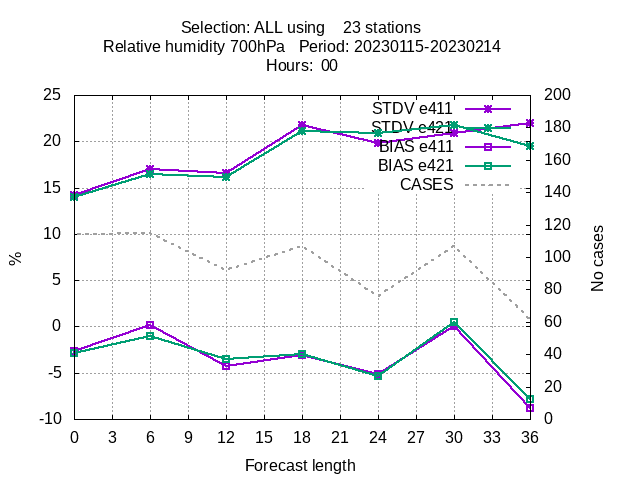 Selection: ALL using 23 stations
Relative humidity 700hPa Period: 20230115-20230214
Hours: 00
25
20
15
10
5
0
-5
-10
%
STDV e411
STDV e421
BIAS e411
BIAS e421
CASES
200
180
160
140
120
100
80
60
40
20
0
No cases
0 3 6 9 12 15 18 21 24 27 30 33 36
Forecast length